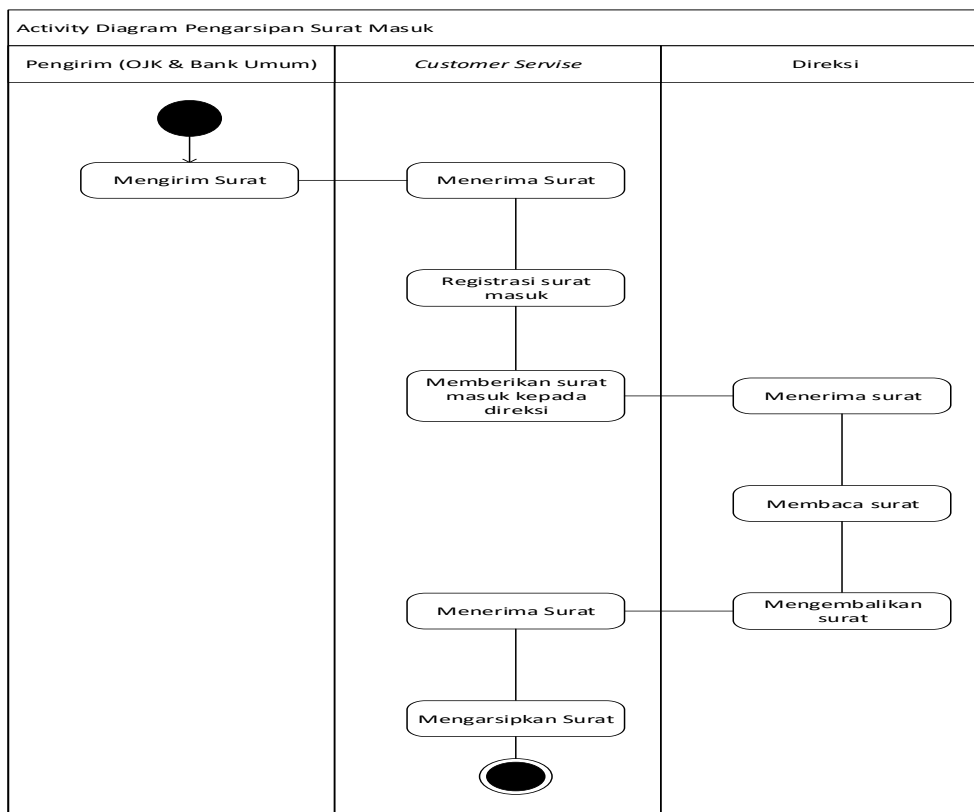 Activity Diagram Pengarsipan Surat Masuk
Pengirim (OJK & Bank Umum)
Customer Servise
Direksi
Mengirim Surat
Menerima Surat
Registrasi surat
masuk
Memberikan surat
masuk kepada
direksi
Menerima surat
Membaca surat
Mengembalikan
surat
Menerima Surat
Mengarsipkan Surat